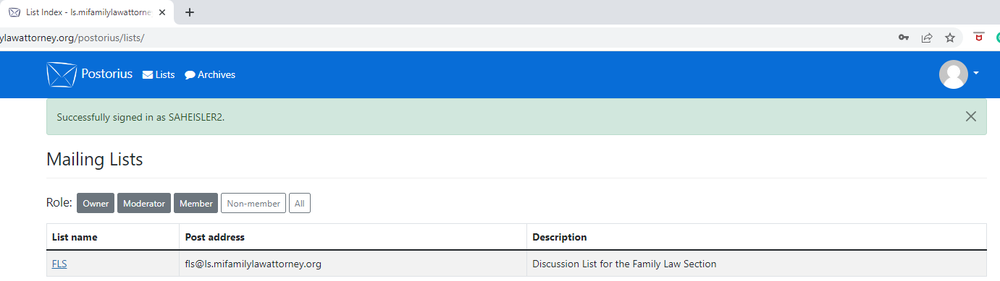 List Index - ls.mifamilylawattorne
ylawattorney.org/postorius/lists/
Postorius Lists Archives
Successfully signed in as SAHEISLER2.
Mailing Lists
Role: Owner Moderator Member Non-member All
List name Post address Description
FLS fls@ls.mifamilylawattorney.org Discussion List for the Family Law Section